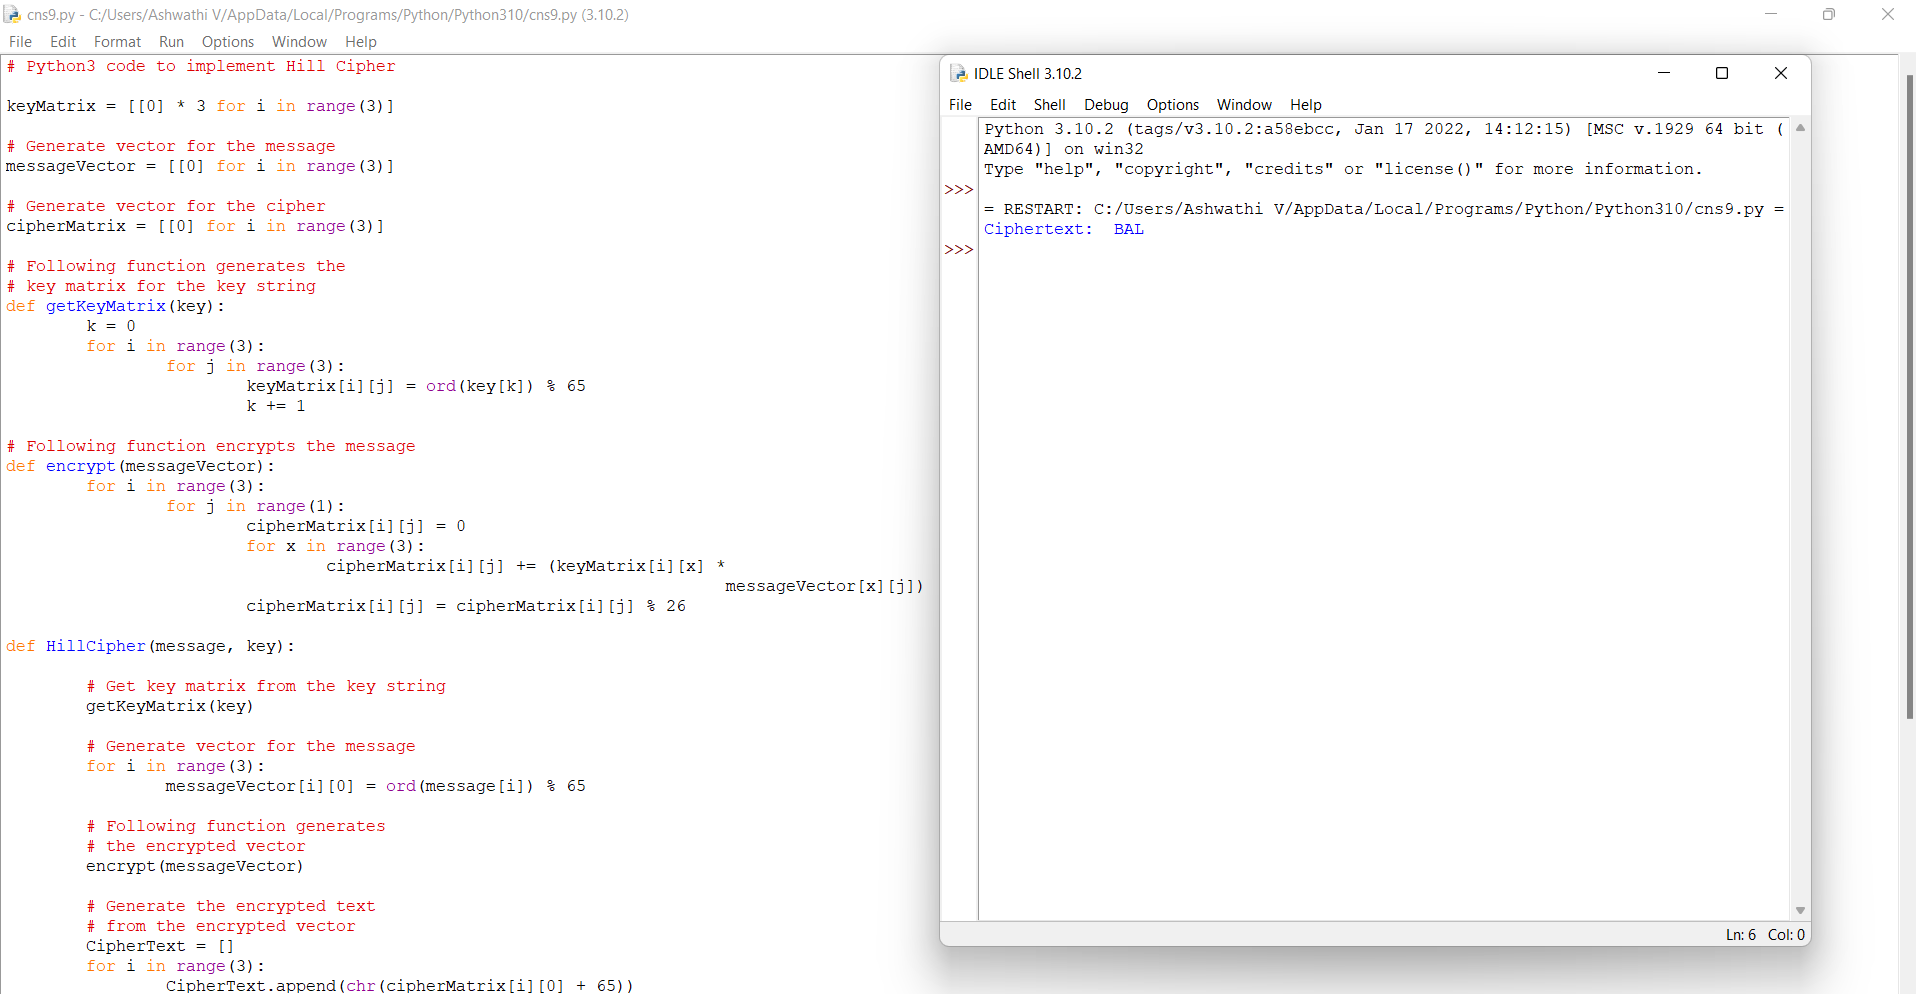 cns9.py - C:/Users/Ashwathi V/AppData/Local/Programs/Python/Python310/cns9.py (3.10.2)
File Edit Format Run Options Window Help
# Python3 code to implement Hill Cipher
keyMatrix = [[0] * 3 for i in range(3)]
# Generate vector for the message
messageVector = [[0] for i in range(3)]
# Generate vector for the cipher
cipherMatrix = [[0] for i in range(3)]
# Following function generates the
# key matrix for the key string
def getKeyMatrix(key):
k = 0
for i in range(3):
for j in range(3):
keyMatrix[i][j] = ord(key[k]) % 65
k += 1
# Following function encrypts the message
def encrypt(messageVector):
for i in range(3):
for j in range(1):
cipherMatrix[i][j] = 0
for x in range(3):
cipherMatrix[i][j] += (keyMatrix[i][x] *
messageVector[x][j])
cipherMatrix[i][j] = cipherMatrix[i][j] % 26
def HillCipher(message, key):
# Get key matrix from the key string
getKeyMatrix(key)
# Generate vector for the message
for i in range(3):
messageVector[i][0] = ord(message[i]) % 65
# Following function generates
# the encrypted vector
encrypt(messageVector)
# Generate the encrypted text
# from the encrypted vector
CipherText = []
for i in range(3):
CipherText.append(chr(cipherMatrix[i][0] + 65))
IDLE Shell 3.10.2
File Edit Shell Debug Options Window Help
Python 3.10.2 (tags/v3.10.2:a58ebcc, Jan 17 2022, 14:12:15) [MSC v.1929 64 bit (
AMD64)] on win32
Type "help", "copyright", "credits" or "license()" for more information.
>>>
= RESTART: C:/Users/Ashwathi V/AppData/Local/Programs/Python/Python310/cns9.py =
Ciphertext:  BAL
>>>
Ln: 6 Col: 0